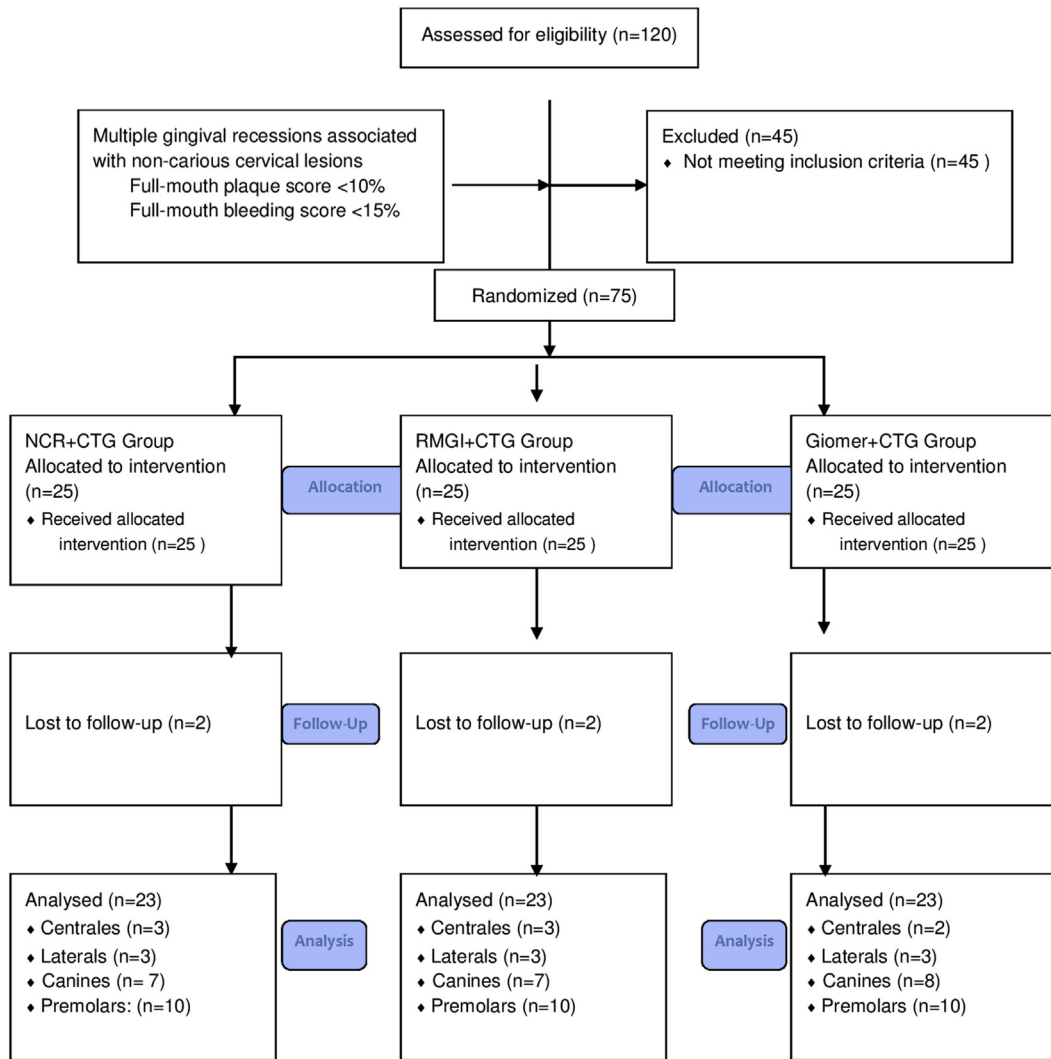 Assessed for eligibility (n=120)
Multiple gingival recessions associated
with non-carious cervical lesions
Full-mouth plaque score <10%
Full-mouth bleeding score <15%
Excluded (n=45)
♦ Not meeting inclusion criteria (n=45 )
Randomized (n=75)
NCR+CTG Group
Allocated to intervention
(n=25)
♦ Received allocated
intervention (n=25 )
Allocation
RMGI+CTG Group
Allocated to intervention
(n=25)
♦ Received allocated
intervention (n=25 )
Allocation
Giomer+CTG Group
Allocated to intervention
(n=25)
♦ Received allocated
intervention (n=25 )
Lost to follow-up (n=2)
Follow-Up
Lost to follow-up (n=2)
Follow-Up
Lost to follow-up (n=2)
Analysed (n=23)
♦ Centrales (n=3)
♦ Laterals (n=3)
♦ Canines (n= 7)
♦ Premolars: (n=10)
Analysis
Analysed (n=23)
♦ Centrales (n=3)
♦ Laterals (n=3)
♦ Canines (n=7)
♦ Premolars (n=10)
Analysis
Analysed (n=23)
♦ Centrales (n=2)
♦ Laterals (n=3)
♦ Canines (n=8)
♦ Premolars (n=10)